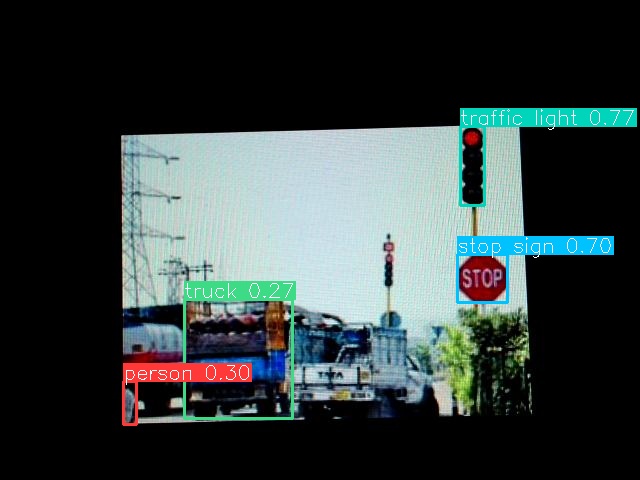 traffic light 0.77
stop sign 0.70
STOP
truck 0.27
person 0.30
TATA